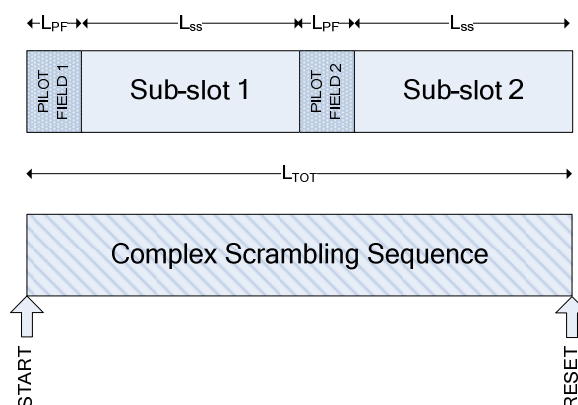 LPF Lss LPF Lss
PILOT FIELD 1
Sub-slot 1
PILOT FIELD 2
Sub-slot 2
LTOT
Complex Scrambling Sequence
START
RESET